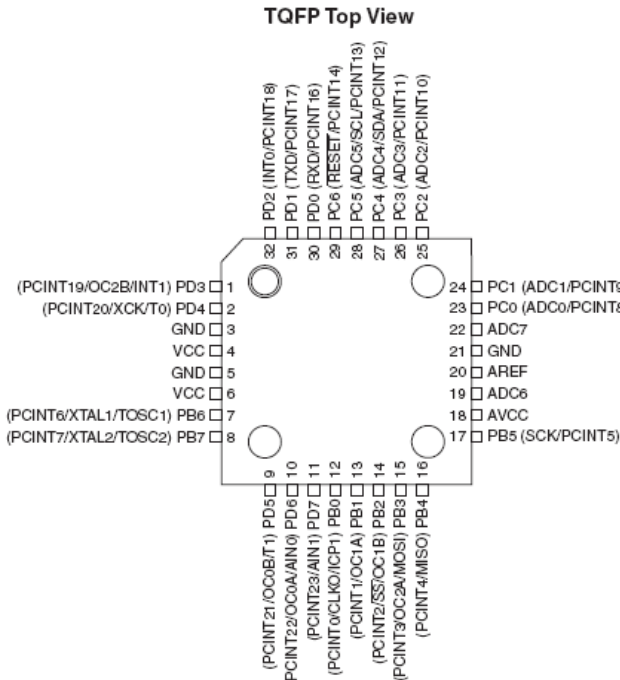 TQFP Top View
PD2 (INT0/PCINT18)
PD1 (TXD/PCINT17)
PD0 (RXD/PCINT16)
PC6 (RESET/PCINT14)
PC5 (ADC5/SCL/PCINT13)
PC4 (ADC4/SDA/PCINT12)
PC3 (ADC3/PCINT11)
PC2 (ADC2/PCINT10)
32
31
30
29
28
27
26
25
(PCINT19/OC2B/INT1) PD3 1
(PCINT20/XCK/T0) PD4 2
GND 3
VCC 4
GND 5
VCC 6
(PCINT6/XTAL1/TOSC1) PB6 7
(PCINT7/XTAL2/TOSC2) PB7 8
24 PC1 (ADC1/PCINT9
23 PC0 (ADC0/PCINT8
22 ADC7
21 GND
20 AREF
19 ADC6
18 AVCC
17 PB5 (SCK/PCINT5)
9
10
11
12
13
14
15
16
(PCINT21/OC0B/T1) PD5
PCINT22/OC0A/AIN0) PD6
(PCINT23/AIN1) PD7
(PCINT0/CLKO/ICP1) PB0
(PCINT1/OC1A) PB1
(PCINT2/SS/OC1B) PB2
(PCINT3/OC2A/MOSI) PB3
(PCINT4/MISO) PB4